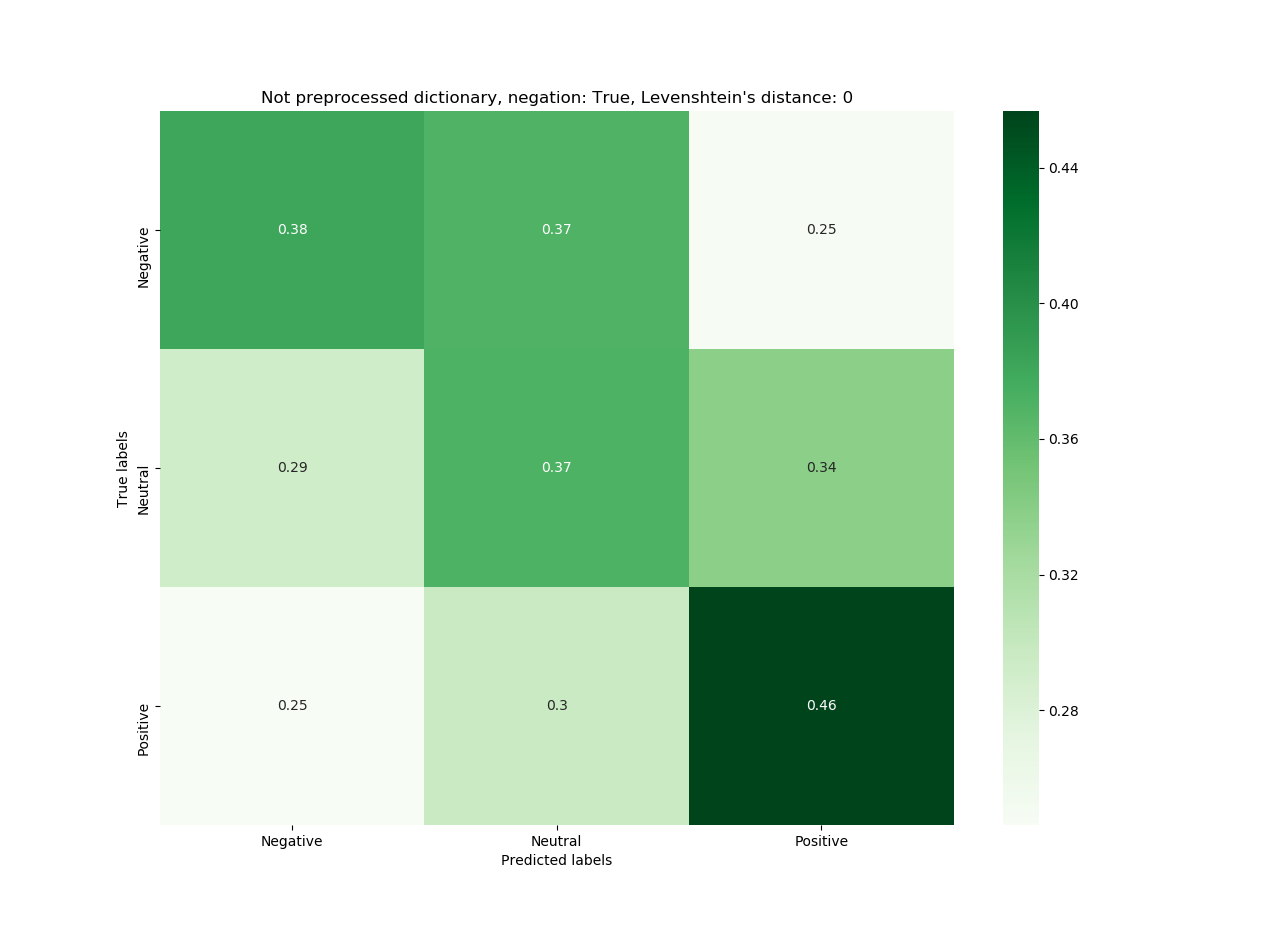 Not preprocessed dictionary, negation: True, Levenshtein's distance: 0
True labels
Negative
0.38 0.37 0.25
Neutral
0.29 0.37 0.34
Positive
0.25 0.3 0.46
Negative Neutral Positive
Predicted labels
0.44
0.40
0.36
0.32
0.28